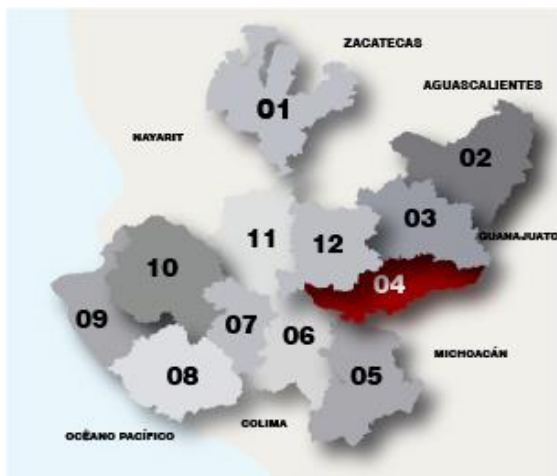 ZACATECAS
AGUASCALIENTES
01
NAYARIT
02
03
GUANAJUATO
11
12
10
04
09
07
06
MICHOACÁN
08
05
COLIMA
OCÉANO PACÍFICO